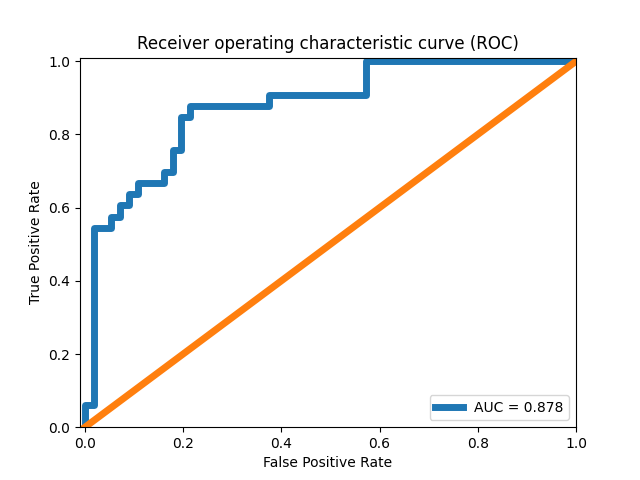 Receiver operating characteristic curve (ROC)
True Positive Rate
1.0
0.8
0.6
0.4
0.2
0.0
AUC = 0.878
0.0 0.2 0.4 0.6 0.8 1.0
False Positive Rate